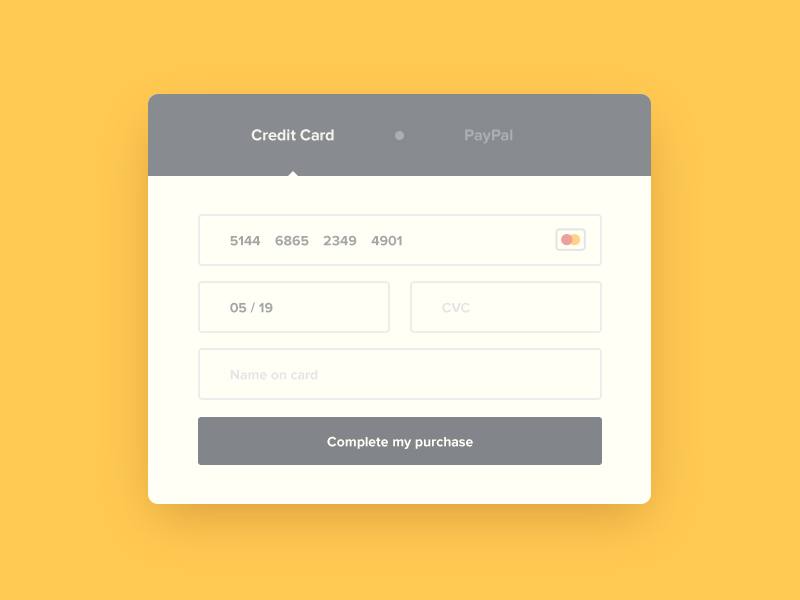 Credit Card PayPal
5144 6865 2349 4901
05 / 19 CVC
Name on card
Complete my purchase